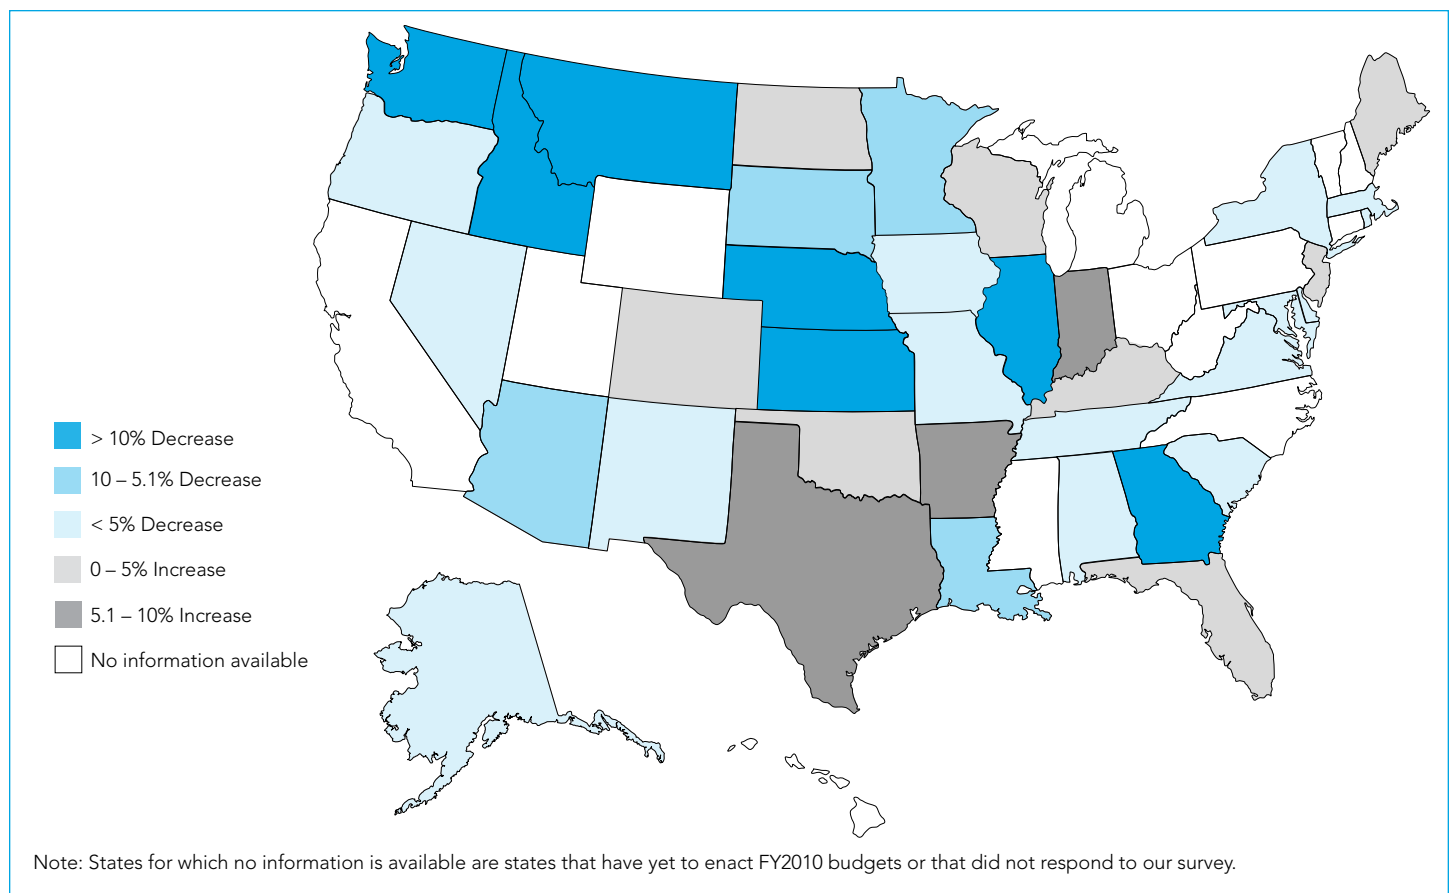 > 10% Decrease
10 – 5.1% Decrease
< 5% Decrease
0 – 5% Increase
5.1 – 10% Increase
No information available
Note: States for which no information is available are states that have yet to enact FY2010 budgets or that did not respond to our survey.